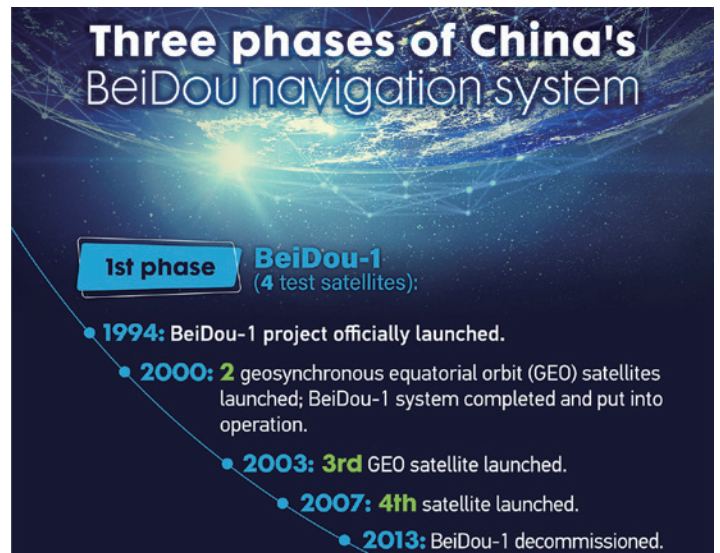 Three phases of China's
BeiDou navigation system
1st phase
BeiDou-1
(4 test satellites):
1994: BeiDou-1 project officially launched.
2000: 2 geosynchronous equatorial orbit (GEO) satellites
launched; BeiDou-1 system completed and put into
operation.
2003: 3rd GEO satellite launched.
2007: 4th satellite launched.
2013: BeiDou-1 decommissioned.